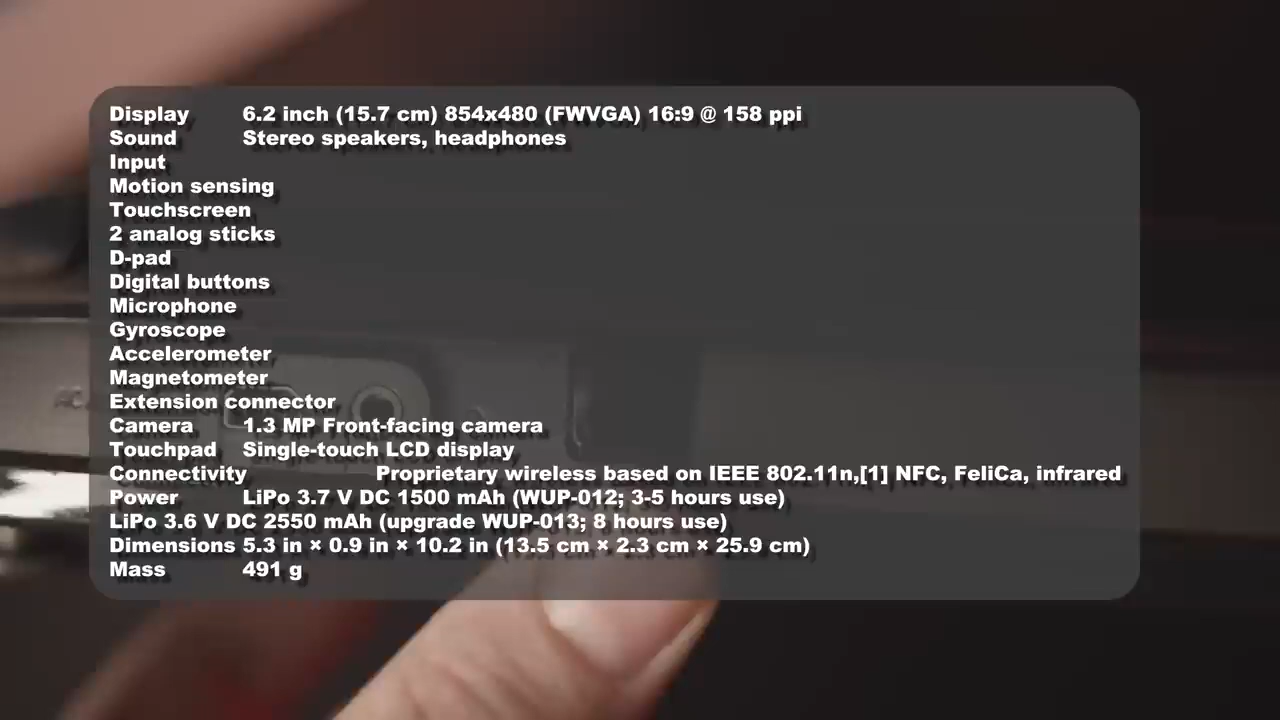 Display 6.2 inch (15.7 cm) 854x480 (FWVGA) 16:9 @ 158 ppi
Sound Stereo speakers, headphones
Input
Motion sensing
Touchscreen
2 analog sticks
D-pad
Digital buttons
Microphone
Gyroscope
Accelerometer
Magnetometer
Extension connector
Camera 1.3 MP Front-facing camera
Touchpad Single-touch LCD display
Connectivity Proprietary wireless based on IEEE 802.11n,[1] NFC, FeliCa, infrared
Power LiPo 3.7 V DC 1500 mAh (WUP-012; 3-5 hours use)
LiPo 3.6 V DC 2550 mAh (upgrade WUP-013; 8 hours use)
Dimensions 5.3 in × 0.9 in × 10.2 in (13.5 cm × 2.3 cm × 25.9 cm)
Mass 491 g